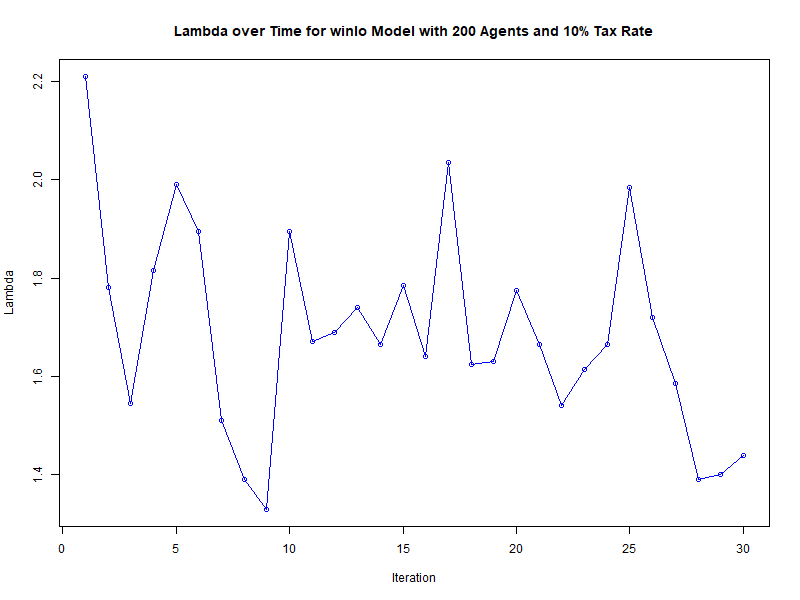 Lambda over Time for winlo Model with 200 Agents and 10% Tax Rate
2.2
2.0
1.8
1.6
1.4
Lambda
0 5 10 15 20 25 30
Iteration